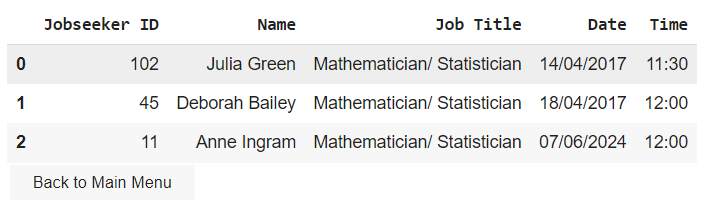 Jobseeker ID Name Job Title Date Time
0 102 Julia Green Mathematician/ Statistician 14/04/2017 11:30
1 45 Deborah Bailey Mathematician/ Statistician 18/04/2017 12:00
2 11 Anne Ingram Mathematician/ Statistician 07/06/2024 12:00
Back to Main Menu